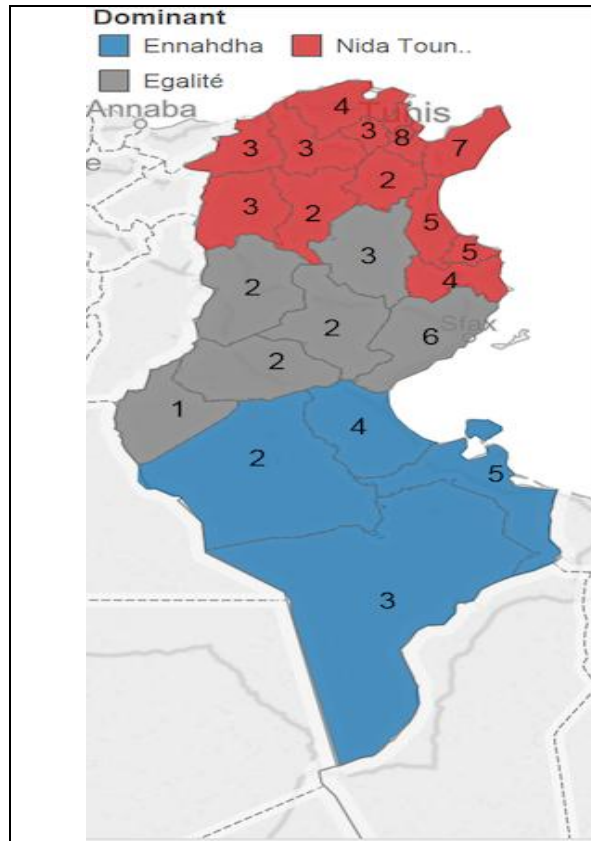 Dominant
Ennahdha Nida Toun..
Egalité
Annaba Tunis
4
3 8
3 3 7
e
2
3 2 5
3 5
2 4
2 6
Sfax
2
1
4
2 5
3